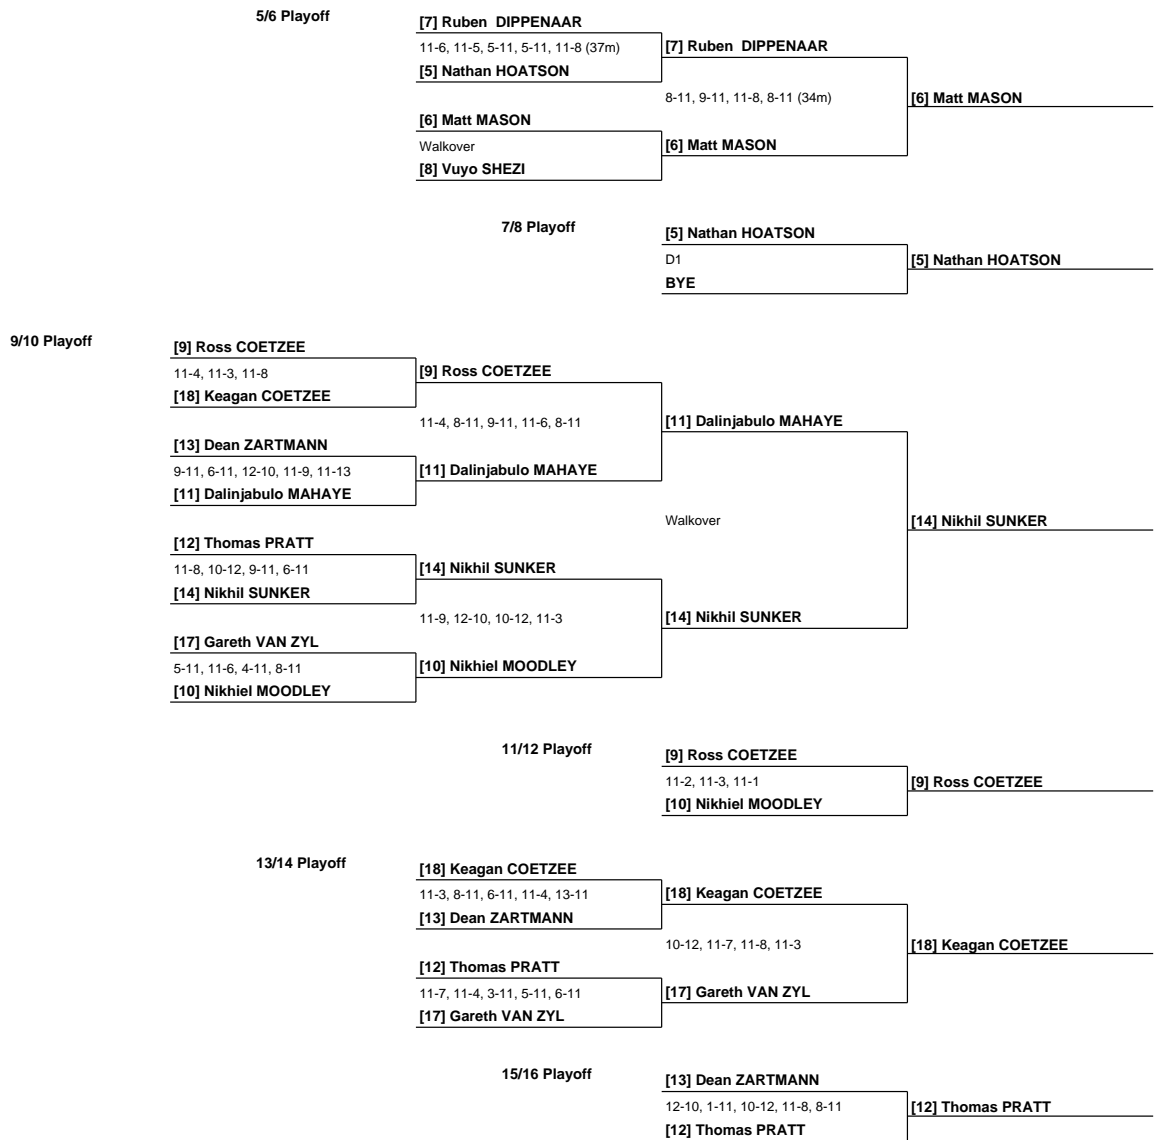 5/6 Playoff
[7] Ruben  DIPPENAAR
11-6, 11-5, 5-11, 5-11, 11-8 (37m)
[5] Nathan HOATSON
[7] Ruben  DIPPENAAR
8-11, 9-11, 11-8, 8-11 (34m)
[6] Matt MASON
[6] Matt MASON
Walkover
[8] Vuyo SHEZI
[6] Matt MASON
7/8 Playoff
[5] Nathan HOATSON
D1
BYE
[5] Nathan HOATSON
9/10 Playoff
[9] Ross COETZEE
11-4, 11-3, 11-8
[18] Keagan COETZEE
[9] Ross COETZEE
11-4, 8-11, 9-11, 11-6, 8-11
[11] Dalinjabulo MAHAYE
[13] Dean ZARTMANN
9-11, 6-11, 12-10, 11-9, 11-13
[11] Dalinjabulo MAHAYE
[11] Dalinjabulo MAHAYE
Walkover
[14] Nikhil SUNKER
[12] Thomas PRATT
11-8, 10-12, 9-11, 6-11
[14] Nikhil SUNKER
[14] Nikhil SUNKER
11-9, 12-10, 10-12, 11-3
[14] Nikhil SUNKER
[17] Gareth VAN ZYL
5-11, 11-6, 4-11, 8-11
[10] Nikhiel MOODLEY
[10] Nikhiel MOODLEY
11/12 Playoff
[9] Ross COETZEE
11-2, 11-3, 11-1
[10] Nikhiel MOODLEY
[9] Ross COETZEE
13/14 Playoff
[18] Keagan COETZEE
11-3, 8-11, 6-11, 11-4, 13-11
[13] Dean ZARTMANN
[18] Keagan COETZEE
10-12, 11-7, 11-8, 11-3
[18] Keagan COETZEE
[12] Thomas PRATT
11-7, 11-4, 3-11, 5-11, 6-11
[17] Gareth VAN ZYL
[17] Gareth VAN ZYL
15/16 Playoff
[13] Dean ZARTMANN
12-10, 1-11, 10-12, 11-8, 8-11
[12] Thomas PRATT
[12] Thomas PRATT